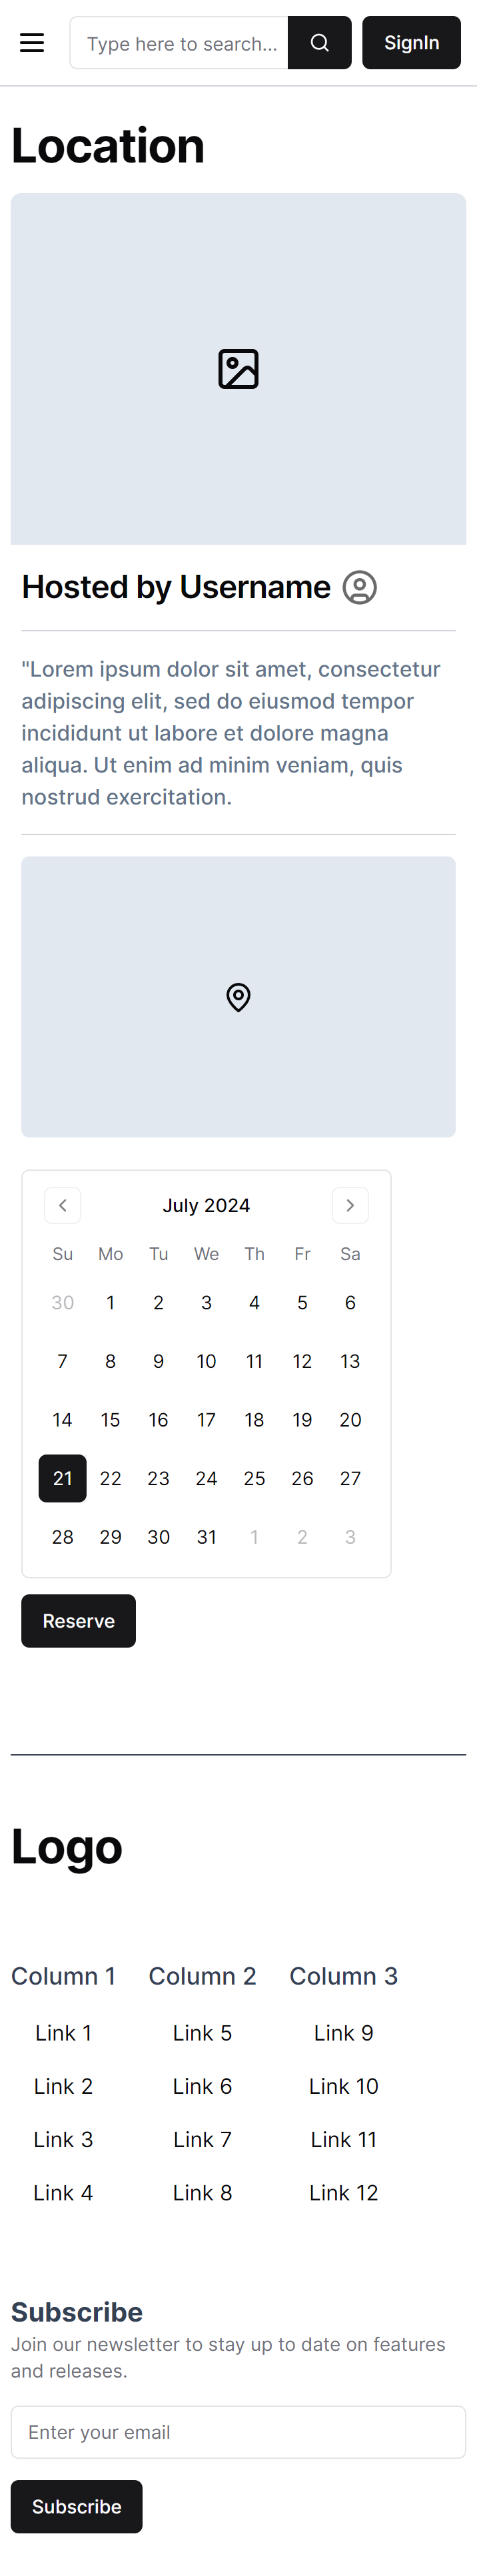 Type here to search...
SignIn
Location
Hosted by Username
"Lorem ipsum dolor sit amet, consectetur
adipiscing elit, sed do eiusmod tempor
incididunt ut labore et dolore magna
aliqua. Ut enim ad minim veniam, quis
nostrud exercitation.
July 2024
Su Mo Tu We Th Fr Sa
30 1 2 3 4 5 6
7 8 9 10 11 12 13
14 15 16 17 18 19 20
21 22 23 24 25 26 27
28 29 30 31 1 2 3
Reserve
Logo
Column 1 Column 2 Column 3
Link 1 Link 5 Link 9
Link 2 Link 6 Link 10
Link 3 Link 7 Link 11
Link 4 Link 8 Link 12
Subscribe
Join our newsletter to stay up to date on features
and releases.
Enter your email
Subscribe